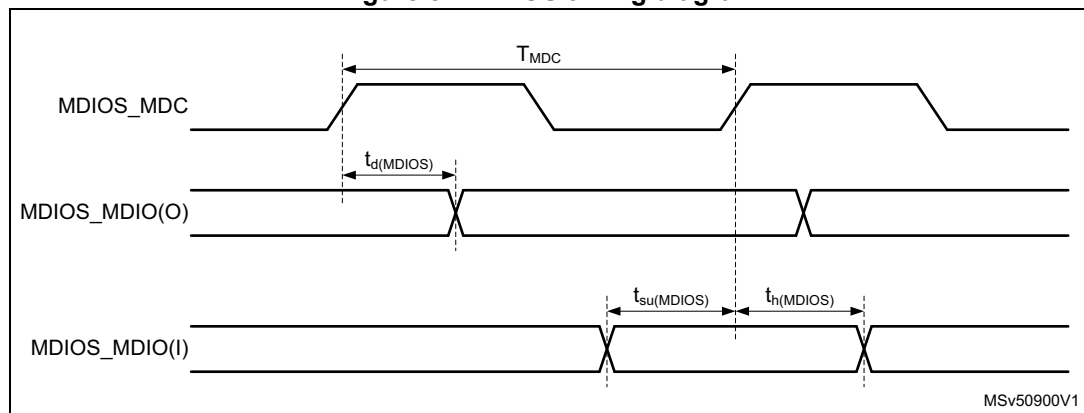 T_MDC
MDIOS_MDC
t_d(MDIOS)
MDIOS_MDIO(O)
t_su(MDIOS) t_h(MDIOS)
MDIOS_MDIO(I)
MSv50900V1